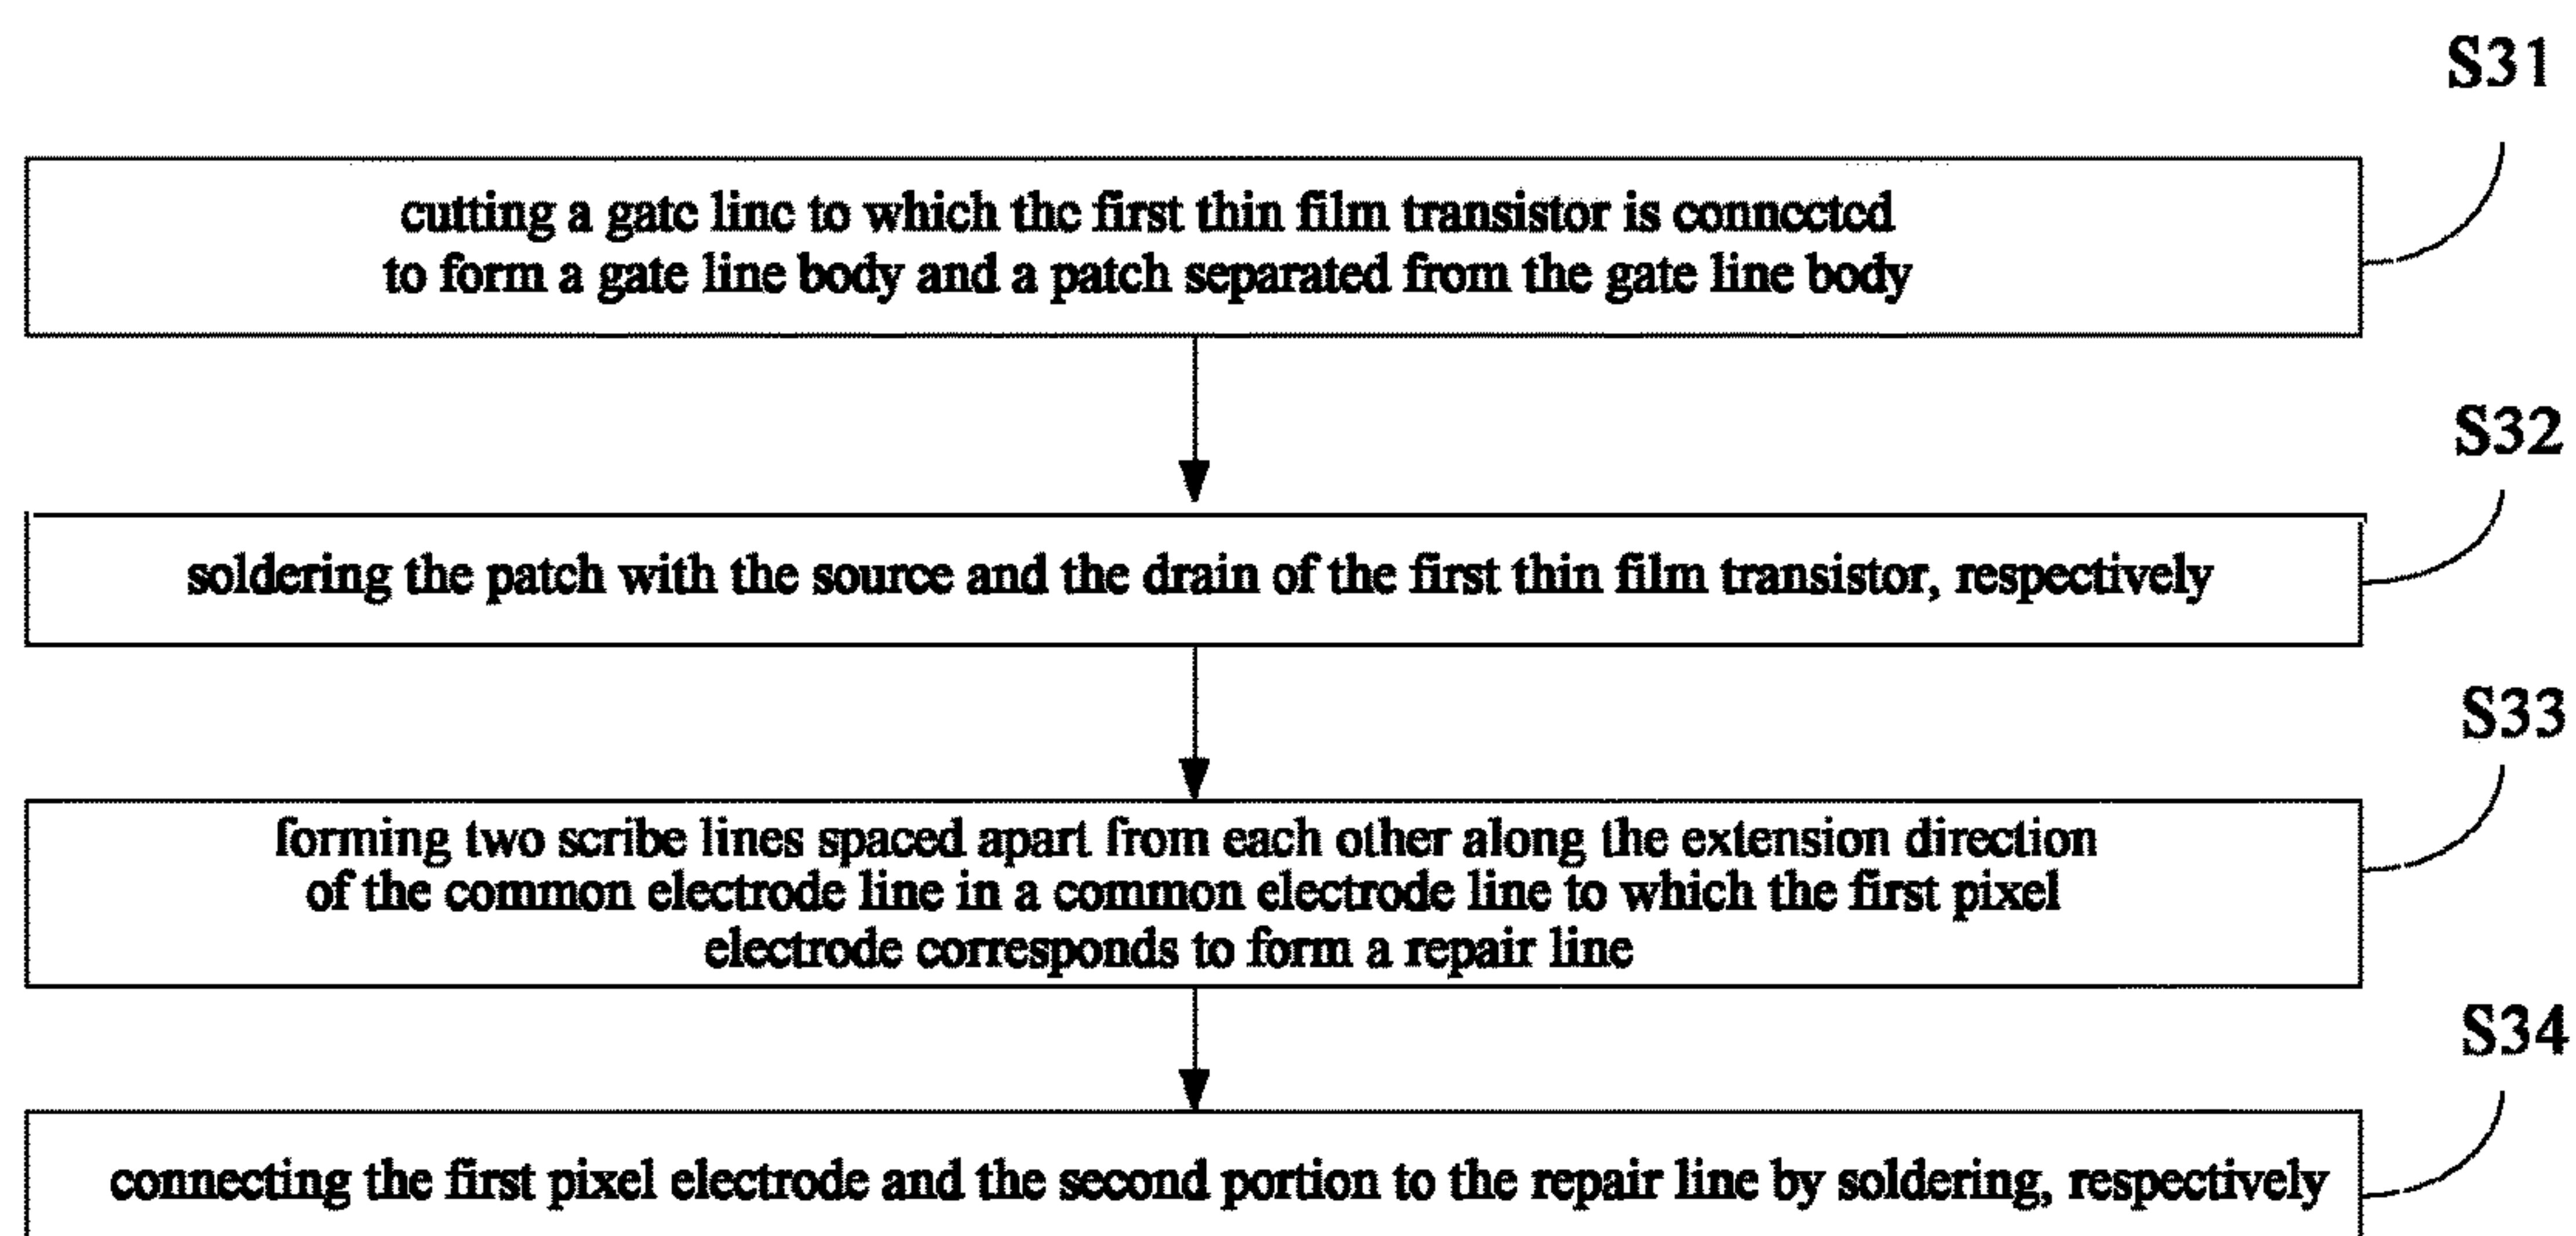 S31
cutting a gate line to which the first thin film transistor is connected
to form a gate line body and a patch separated from the gate line body
S32
soldering the patch with the source and the drain of the first thin film transistor, respectively
S33
forming two scribe lines spaced apart from each other along the extension direction
of the common electrode line in a common electrode line to which the first pixel
electrode corresponds to form a repair line
S34
connecting the first pixel electrode and the second portion to the repair line by soldering, respectively